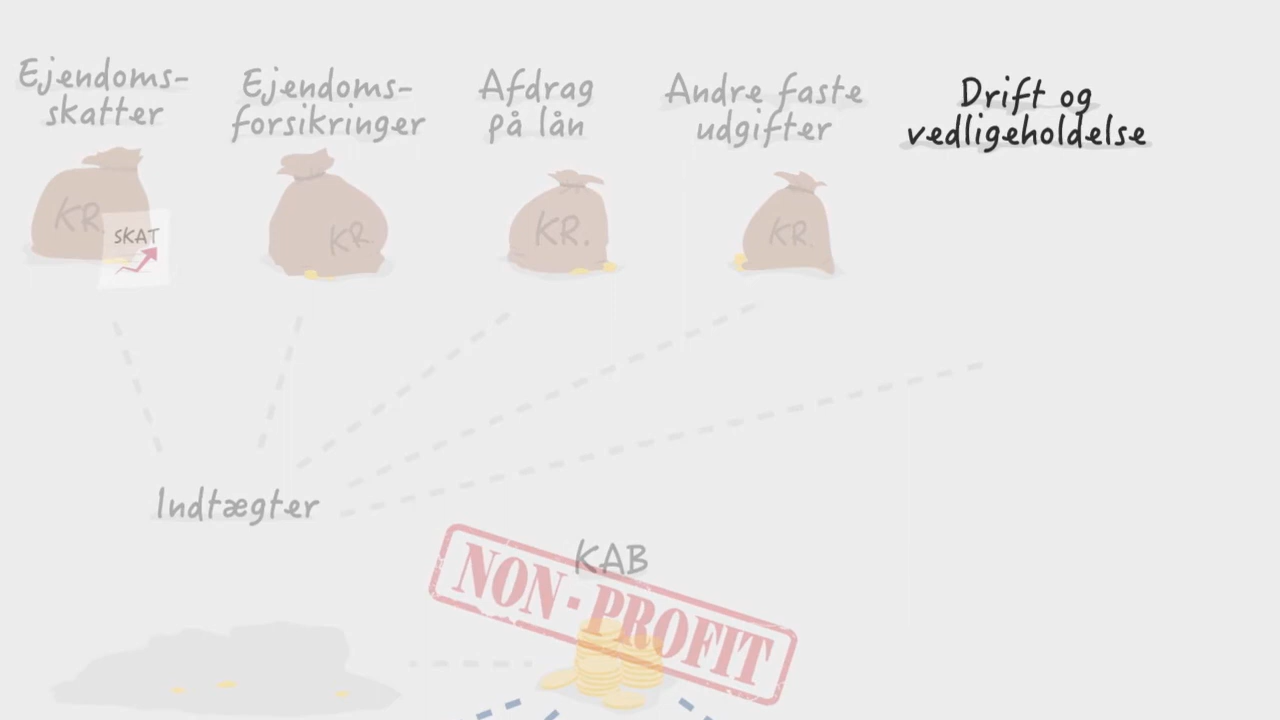 Ejendoms-
skatter
Ejendoms-
forsikringer
Afdrag
på lån
Andre faste
udgifter
Drift og
vedligeholdelse
KR.
SKAT
KR.
KR.
KR.
Indtægter
KAB
NON-PROFIT